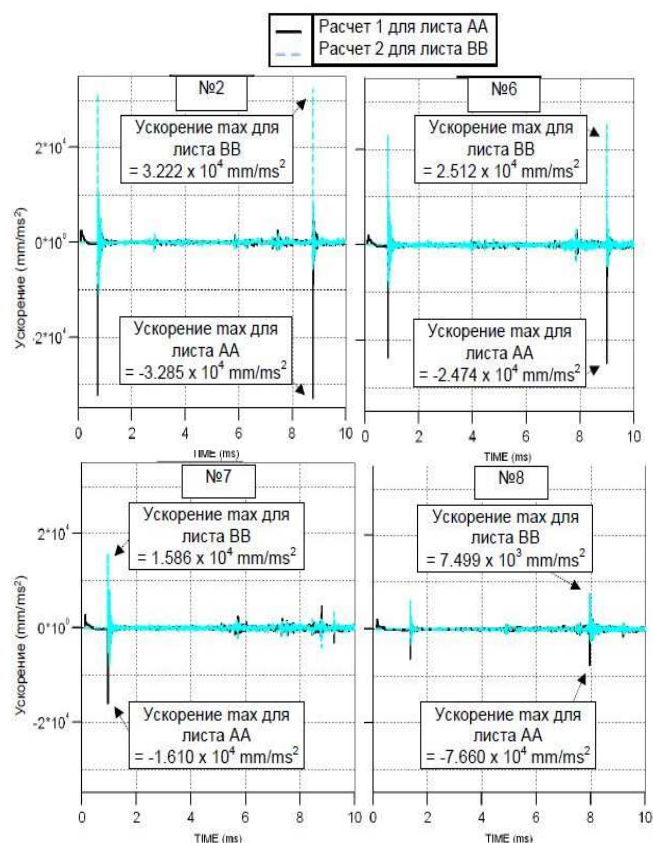 Расчет 1 для листа АА
Расчет 2 для листа ВВ
№2
Ускорение max для
листа ВВ
= 3.222 x 10⁴ mm/ms²
Ускорение max для
листа АА
= -3.285 x 10⁴ mm/ms²
Ускорение (mm/ms²)
2*10⁴
0*10⁰
-2*10⁴
0 2 4 6 8 10
TIME (ms)
№6
Ускорение max для
листа ВВ
= 2.512 x 10⁴ mm/ms²
Ускорение max для
листа АА
= -2.474 x 10⁴ mm/ms²
0 2 4 6 8 10
TIME (ms)
№7
Ускорение max для
листа ВВ
= 1.586 x 10⁴ mm/ms²
Ускорение max для
листа АА
= -1.610 x 10⁴ mm/ms²
Ускорение (mm/ms²)
2*10⁴
0*10⁰
-2*10⁴
0 2 4 6 8 10
TIME (ms)
№8
Ускорение max для
листа ВВ
= 7.499 x 10³ mm/ms²
Ускорение max для
листа АА
= -7.660 x 10⁴ mm/ms²
0 2 4 6 8 10
TIME (ms)